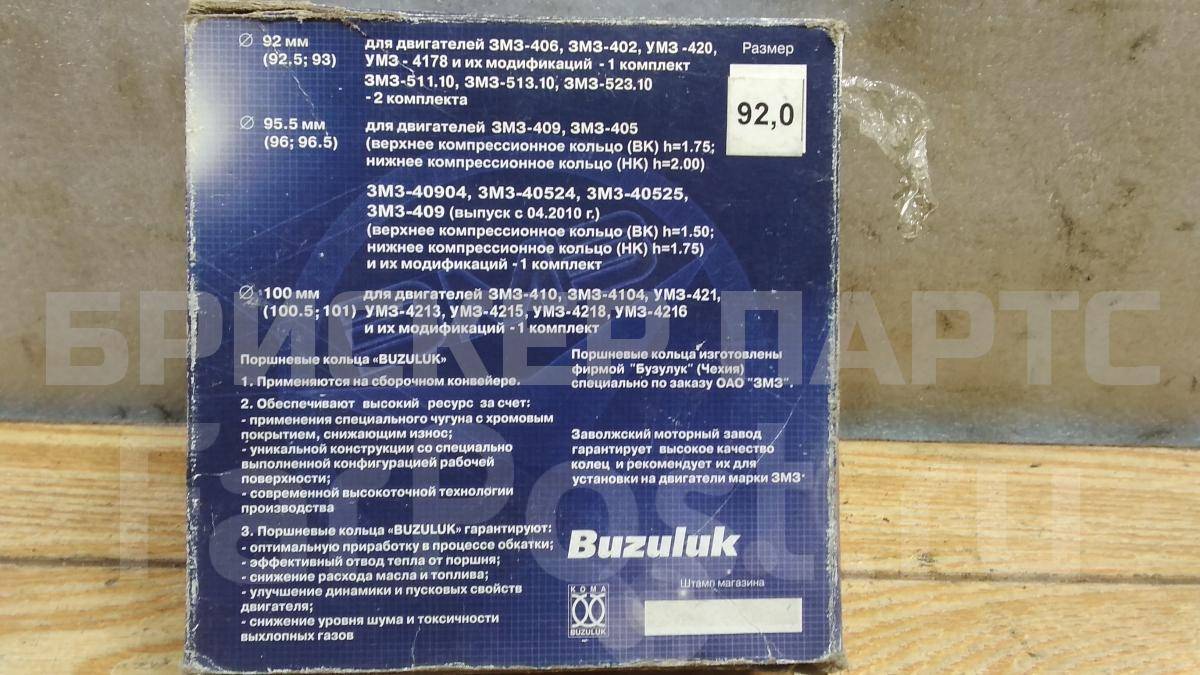 ∅ 92 мм для двигателей ЗМЗ-406, ЗМЗ-402, УМЗ -420,
(92.5; 93) УМЗ - 4178 и их модификаций - 1 комплект
ЗМЗ-511.10, ЗМЗ-513.10, ЗМЗ-523.10
- 2 комплекта
Размер
92,0
∅ 95.5 мм для двигателей ЗМЗ-409, ЗМЗ-405
(96; 96.5) (верхнее компрессионное кольцо (ВК) h=1.75;
нижнее компрессионное кольцо (НК) h=2.00)
ЗМЗ-40904, ЗМЗ-40524, ЗМЗ-40525,
ЗМЗ-409 (выпуск с 04.2010 г.)
(верхнее компрессионное кольцо (ВК) h=1.50;
нижнее компрессионное кольцо (НК) h=1.75)
и их модификаций - 1 комплект
∅ 100 мм для двигателей ЗМЗ-410, ЗМЗ-4104, УМЗ-421,
(100.5; 101) УМЗ-4213, УМЗ-4215, УМЗ-4218, УМЗ-4216
и их модификаций - 1 комплект
БРИСКЕР ПАРТС
Поршневые кольца «BUZULUK»
1. Применяются на сборочном конвейере.
2. Обеспечивают высокий ресурс за счет:
- применения специального чугуна с хромовым
покрытием, снижающим износ;
- уникальной конструкции со специально
выполненной конфигурацией рабочей
поверхности;
- современной высокоточной технологии
производства
3. Поршневые кольца «BUZULUK» гарантируют:
- оптимальную приработку в процессе обкатки;
- эффективный отвод тепла от поршня;
- снижение расхода масла и топлива;
- улучшение динамики и пусковых свойств
двигателя;
- снижение уровня шума и токсичности
выхлопных газов
Поршневые кольца изготовлены
фирмой "Бузулук" (Чехия)
специально по заказу ОАО "ЗМЗ".
Заволжский моторный завод
гарантирует высокое качество
колец и рекомендует их для
установки на двигатели марки ЗМЗ
FarPost.ru
Buzuluk
КОМА
BUZULUK
Штамп магазина